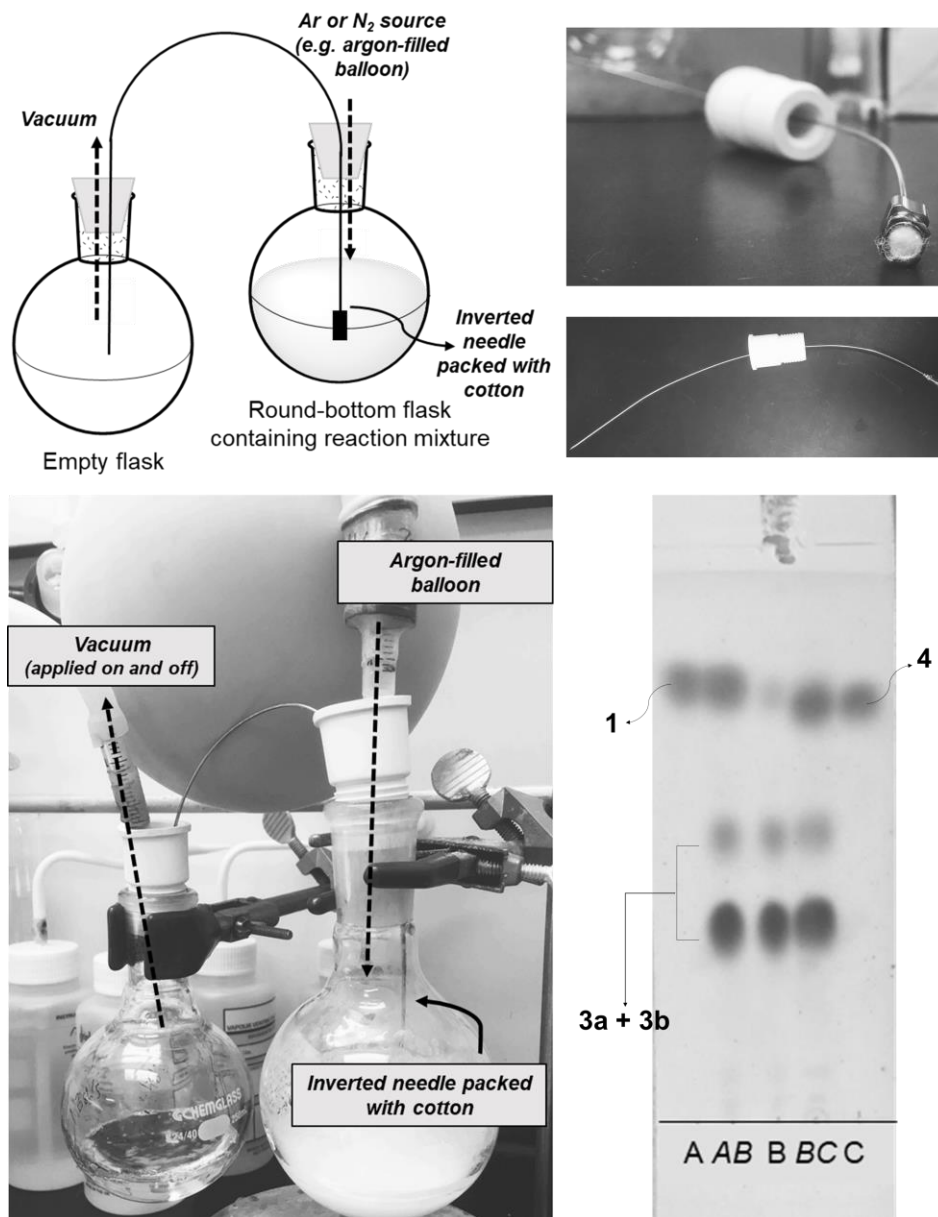 Ar or N₂ source
(e.g. argon-filled
balloon)
Vacuum
Inverted
needle
packed with
cotton
Round-bottom flask
containing reaction mixture
Empty flask
Argon-filled
balloon
Vacuum
(applied on and off)
GCHEMGLASS
24/40
Inverted needle packed
with cotton
1
4
3a + 3b
A AB B BC C